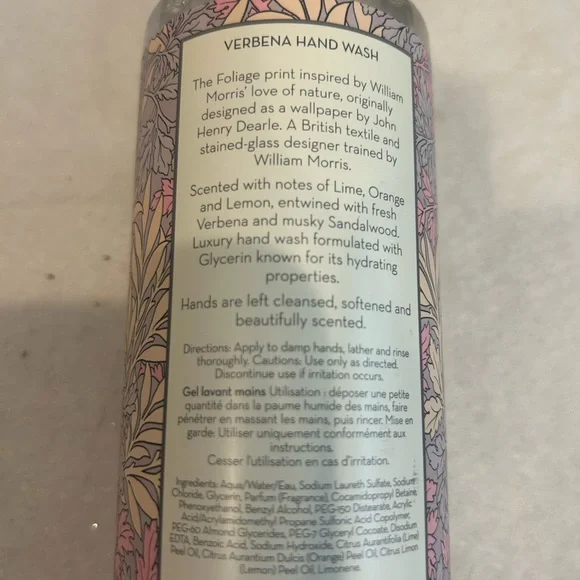 VERBENA HAND WASH
The Foliage print inspired by William
Morris' love of nature, originally
designed as a wallpaper by John
Henry Dearle. A British textile and
stained-glass designer trained by
William Morris.
Scented with notes of Lime, Orange
and Lemon, entwined with fresh
Verbena and musky Sandalwood.
Luxury hand wash formulated with
Glycerin known for its hydrating
properties.
Hands are left cleansed, softened and
beautifully scented.
Directions: Apply to damp hands, lather and rinse
thoroughly. Cautions: Use only as directed.
Discontinue use if irritation occurs.
Gel lavant mains Utilisation : déposer une petite
quantité dans la paume humide des mains, faire
pénétrer en massant les mains, puis rincer. Mise en
garde. Utiliser uniquement conformément aux
instructions.
Cesser l'utilisation en cas d'irritation.
Ingredients: Aqua/Water/Eau, Sodium Laureth Sulfate, Sodium
Chloride, Glycerin, Parfum (Fragrance), Cocamidopropyl Betaine,
Phenoxyethanol, Benzyl Alcohol, PEG-150 Distearate, Acrylic
Acid/Acrylamidomethyl Propane Sulfonic Acid Copolymer,
PEG-60 Almond Glycerides, PEG-7 Glyceryl Cocoate, Disodium
EDTA, Benzoic Acid, Sodium Hydroxide, Citrus Aurantifolia (Lime)
Peel Oil, Citrus Aurantium Dulcis (Orange) Peel Oil, Citrus Limon
(Lemon) Peel Oil, Limonene.